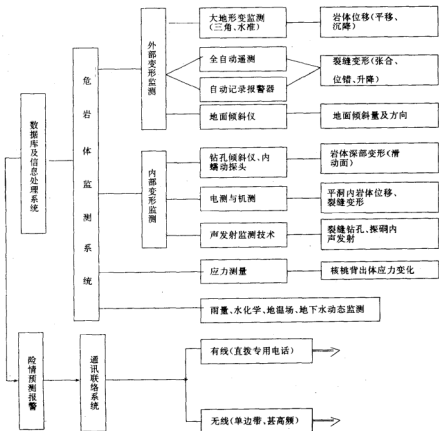 大地形变监测
(三角、水准)
岩体位移(平移、
沉降)
外部变形监测
全自动遥测
裂缝变形(张合、
位错、升降)
自动记录报警器
地面倾斜仪
地面倾斜量及方向
数据库及信息处理系统
危岩体监测系统
内部变形监测
钻孔倾斜仪、内
蠕动探头
岩体深部变形(滑
动面)
电测与机测
平洞内岩体位移、
裂缝变形
声发射监测技术
裂缝钻孔、探硐内
声发射
应力测量
核桃背岩体应力变化
雨量、水化学、地温场、地下水动态监测
险情预测报警
通讯联络系统
有线(直拨专用电话)
无线(单边带、甚高频)